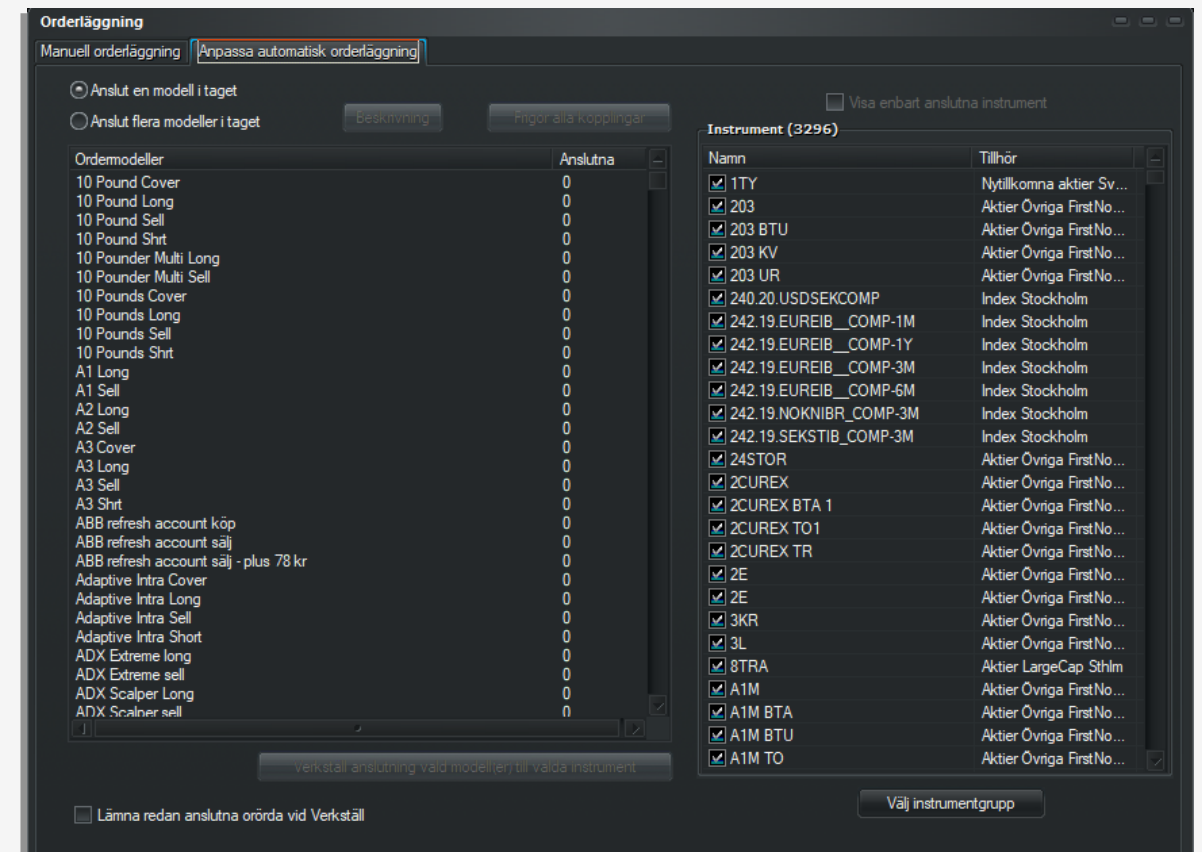 Orderläggning
Manuell orderläggning
Anpassa automatisk orderläggning
Anslut en modell i taget
Anslut flera modeller i taget
Beskrivning
Frigör alla kopplingar
Ordermodeller Anslutna
10 Pound Cover 0
10 Pound Long 0
10 Pound Sell 0
10 Pound Shrt 0
10 Pounder Multi Long 0
10 Pounder Multi Sell 0
10 Pounds Cover 0
10 Pounds Long 0
10 Pounds Sell 0
10 Pounds Shrt 0
A1 Long 0
A1 Sell 0
A2 Long 0
A2 Sell 0
A3 Cover 0
A3 Long 0
A3 Sell 0
A3 Shrt 0
ABB refresh account köp 0
ABB refresh account sälj 0
ABB refresh account sälj - plus 78 kr 0
Adaptive Intra Cover 0
Adaptive Intra Long 0
Adaptive Intra Sell 0
Adaptive Intra Short 0
ADX Extreme long 0
ADX Extreme sell 0
ADX Scalper Long 0
ADX Scalper sell 0
Verkställ anslutning vald modell(er) till valda instrument
Lämna redan anslutna orörda vid Verkställ
Visa enbart anslutna instrument
Instrument (3296)
Namn Tillhör
1TY Nytillkomna aktier Sv...
203 Aktier Övriga FirstNo...
203 BTU Aktier Övriga FirstNo...
203 KV Aktier Övriga FirstNo...
203 UR Aktier Övriga FirstNo...
240.20.USDSEKCOMP Index Stockholm
242.19.EUREIB__COMP-1M Index Stockholm
242.19.EUREIB__COMP-1Y Index Stockholm
242.19.EUREIB__COMP-3M Index Stockholm
242.19.EUREIB__COMP-6M Index Stockholm
242.19.NOKNIBR_COMP-3M Index Stockholm
242.19.SEKSTIB_COMP-3M Index Stockholm
24STOR Aktier Övriga FirstNo...
2CUREX Aktier Övriga FirstNo...
2CUREX BTA 1 Aktier Övriga FirstNo...
2CUREX TO1 Aktier Övriga FirstNo...
2CUREX TR Aktier Övriga FirstNo...
2E Aktier Övriga FirstNo...
2E Aktier Övriga FirstNo...
3KR Aktier Övriga FirstNo...
3L Aktier Övriga FirstNo...
8TRA Aktier LargeCap Sthlm
A1M Aktier Övriga FirstNo...
A1M BTA Aktier Övriga FirstNo...
A1M BTU Aktier Övriga FirstNo...
A1M TO Aktier Övriga FirstNo...
Välj instrumentgrupp